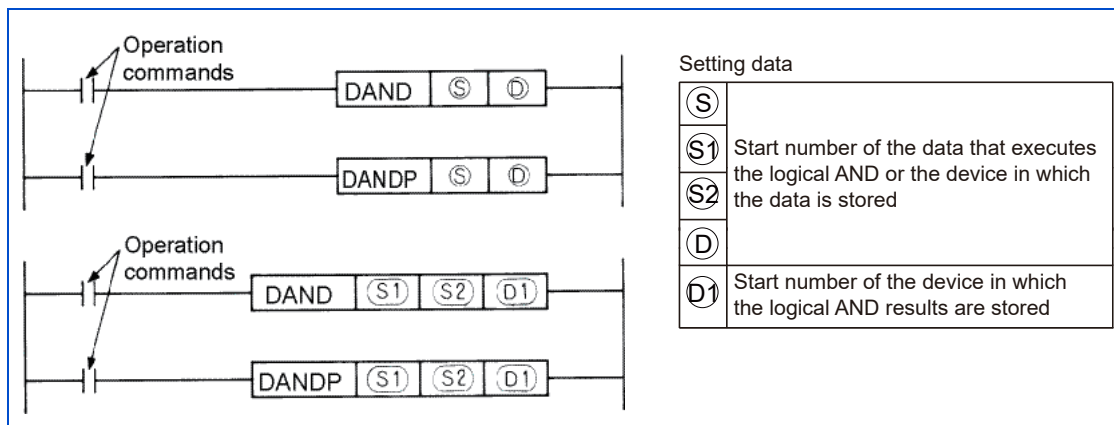 Operation
commands
DAND Ⓢ Ⓓ
DANDP Ⓢ Ⓓ
Operation
commands
DAND S1 S2 D1
DANDP S1 S2 D1
Setting data
Ⓢ
S1
S2
Ⓓ
Start number of the data that executes
the logical AND or the device in which
the data is stored
D1
Start number of the device in which
the logical AND results are stored